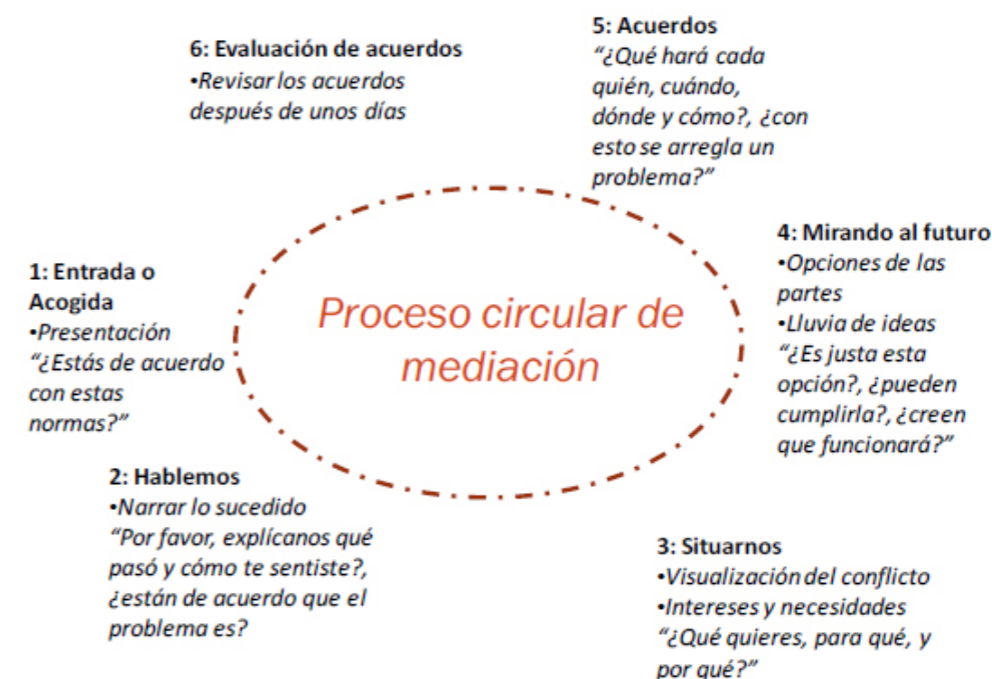 1: Entrada o
Acogida
•Presentación
“¿Estás de acuerdo
con estas
normas?”
2: Hablemos
•Narrar lo sucedido
“Por favor, explícanos qué
pasó y cómo te sentiste?,
¿están de acuerdo que el
problema es?
3: Situarnos
•Visualización del conflicto
•Intereses y necesidades
“¿Qué quieres, para qué, y
por qué?”
4: Mirando al futuro
•Opciones de las
partes
•Lluvia de ideas
“¿Es justa esta
opción?, ¿pueden
cumplirla?, ¿creen
que funcionará?”
5: Acuerdos
“¿Qué hará cada
quién, cuándo,
dónde y cómo?, ¿con
esto se arregla un
problema?”
6: Evaluación de acuerdos
•Revisar los acuerdos
después de unos días
Proceso circular de
mediación